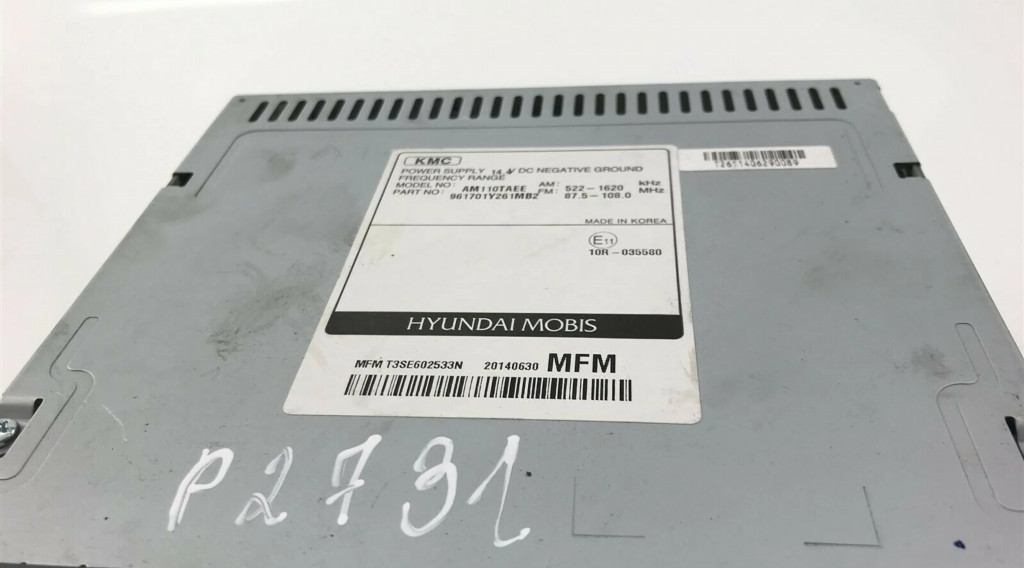 KMC
POWER SUPPLY 14.4V DC NEGATIVE GROUND
FREQUENCY RANGE
MODEL NO: AM110TAEE AM: 522-1620 KHz
PART NO: 961701Y261MB2 FM: 87.5-108.0 MHz
MADE IN KOREA
E11
10R-035580
HYUNDAI MOBIS
MFM T3SE602533N 20140630 MFM
T2611406290089
P2731